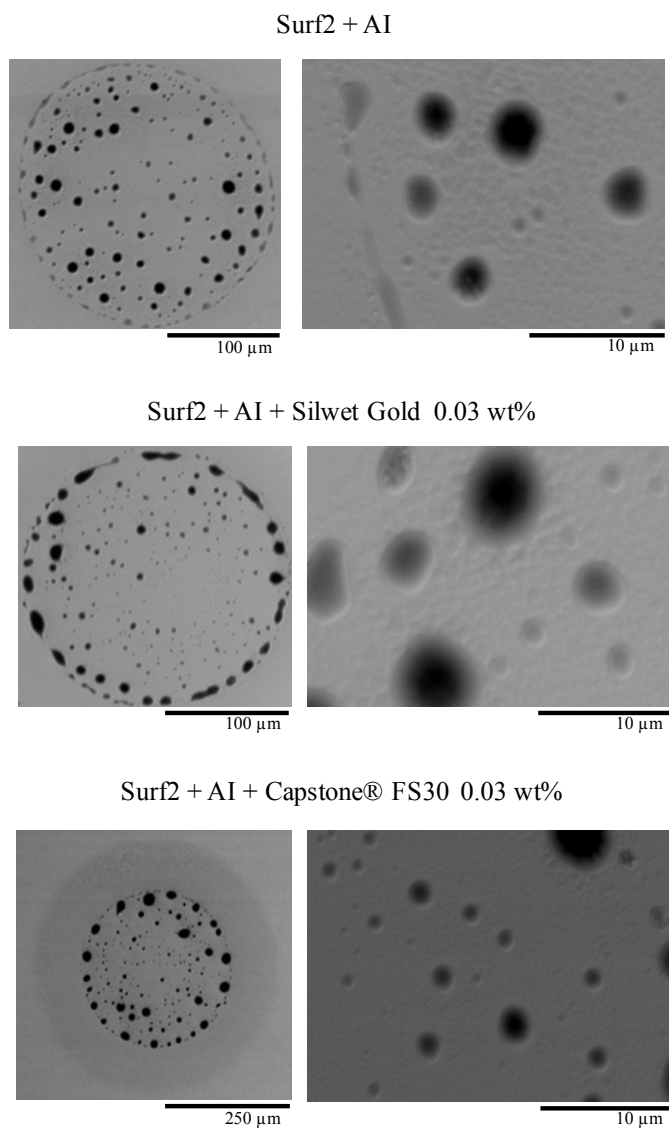 Surf2 + AI
100 µm
10 µm
Surf2 + AI + Silwet Gold 0.03 wt%
100 µm
10 µm
Surf2 + AI + Capstone® FS30 0.03 wt%
250 µm
10 µm